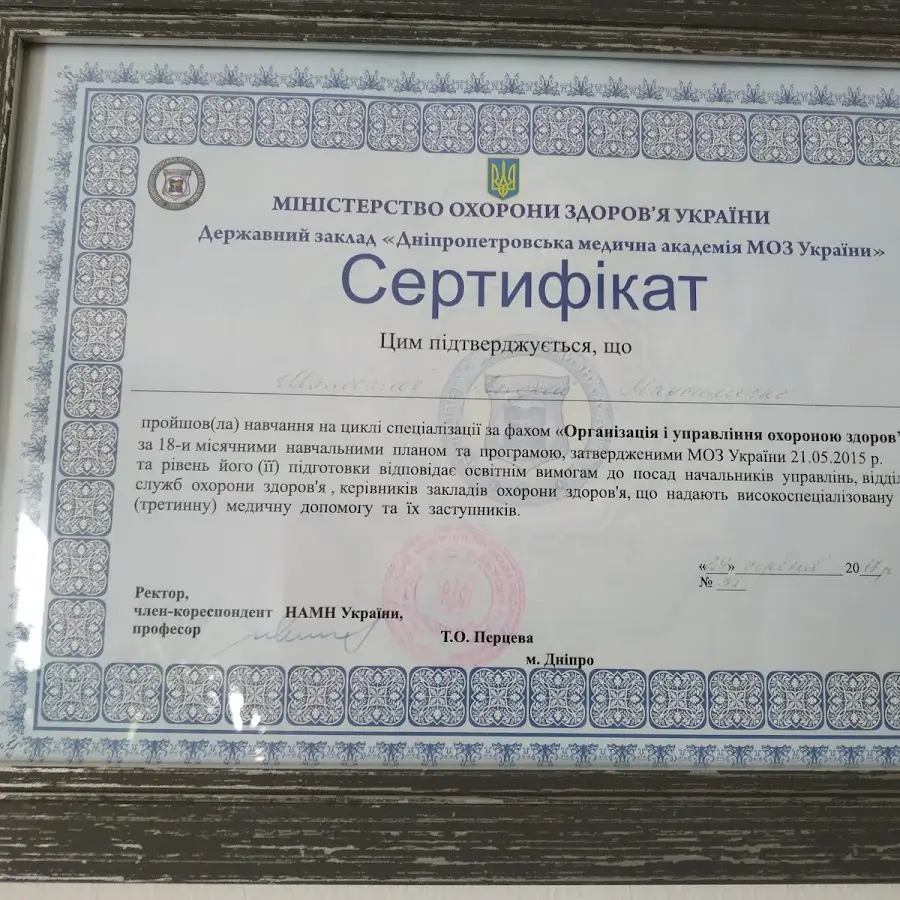 МІНІСТЕРСТВО ОХОРОНИ ЗДОРОВ’Я УКРАЇНИ
Державний заклад «Дніпропетровська медична академія МОЗ України»
Сертифікат
Цим підтверджується, що
пройшов(ла) навчання на циклі спеціалізації за фахом «Організація і управління охороною здоров'
за 18-и місячними навчальним планом та програмою, затвердженими МОЗ України 21.05.2015 р.
та рівень його (її) підготовки відповідає освітнім вимогам до посад начальників управлінь, відділ
служб охорони здоров'я , керівників закладів охорони здоров'я, що надають високоспеціалізовану
(третинну) медичну допомогу та їх заступників.
« » 20
№
Ректор,
член-кореспондент НАМН України,
професор
Т.О. Перцева
м. Дніпро